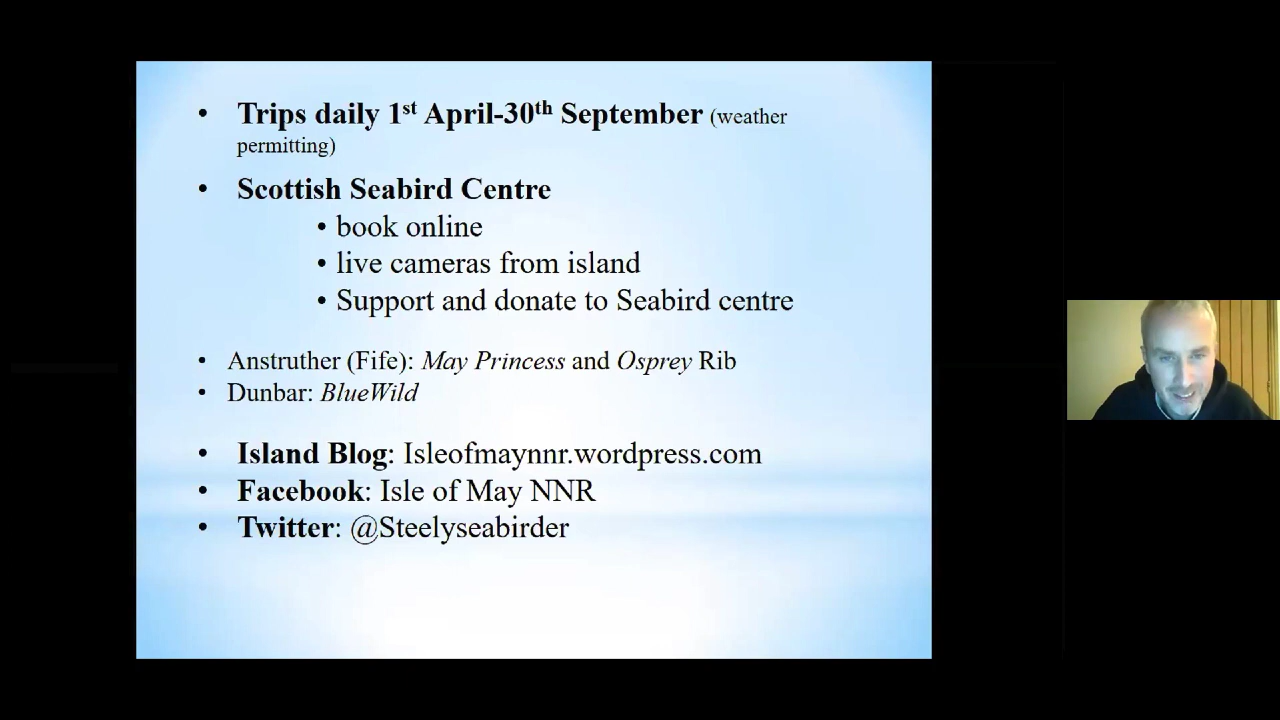 • Trips daily 1st April-30th September (weather
permitting)
• Scottish Seabird Centre
• book online
• live cameras from island
• Support and donate to Seabird centre
• Anstruther (Fife): May Princess and Osprey Rib
• Dunbar: BlueWild
• Island Blog: Isleofmaynnr.wordpress.com
• Facebook: Isle of May NNR
• Twitter: @Steelyseabirder